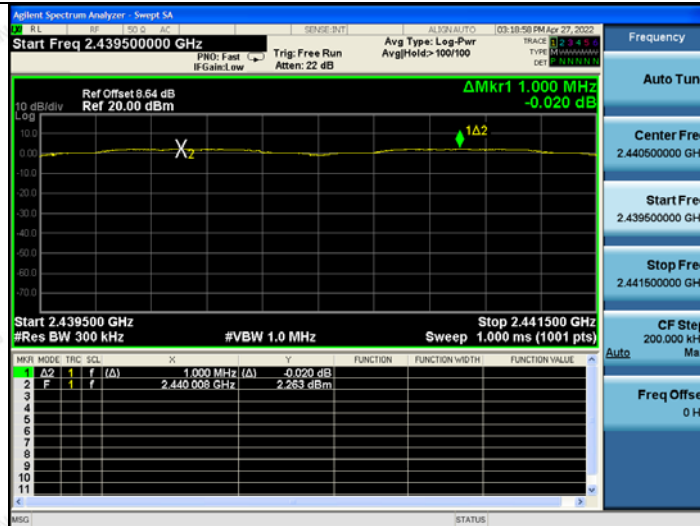 Agilent Spectrum Analyzer - Swept SA
RL RF 50 Ω AC SENSE:INT ALIGN AUTO 03:18:58 PM Apr 27, 2022
Start Freq 2.439500000 GHz
PNO: Fast
IFGain:Low
Trig: Free Run
Atten: 22 dB
Avg Type: Log-Pwr
Avg|Hold:> 100/100
TRACE 1 2 3 4 5 6
TYPE M
DET P N N N N N
ΔMkr1 1.000 MHz
-0.020 dB
Ref Offset 8.64 dB
Ref 20.00 dBm
10 dB/div
Log
10.0
0.00
-10.0
-20.0
-30.0
-40.0
-50.0
-60.0
-70.0
X2
1Δ2
Start 2.439500 GHz Stop 2.441500 GHz
#Res BW 300 kHz #VBW 1.0 MHz Sweep 1.000 ms (1001 pts)
MKR MODE TRC SCL X Y FUNCTION FUNCTION WIDTH FUNCTION VALUE
1 Δ2 1 f (Δ) 1.000 MHz (Δ) -0.020 dB
2 F 1 f 2.440 008 GHz 2.263 dBm
3
4
5
6
7
8
9
10
11
MSG STATUS
Frequency
Auto Tun
Center Fre
2.440500000 GH
Start Fre
2.439500000 GH
Stop Fre
2.441500000 GH
CF Step
200.000 kH
Auto Ma
Freq Offse
0 H